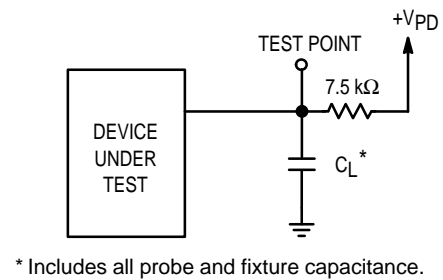 +VPD
TEST POINT
7.5 kΩ
DEVICE
UNDER
TEST
CL*
* Includes all probe and fixture capacitance.